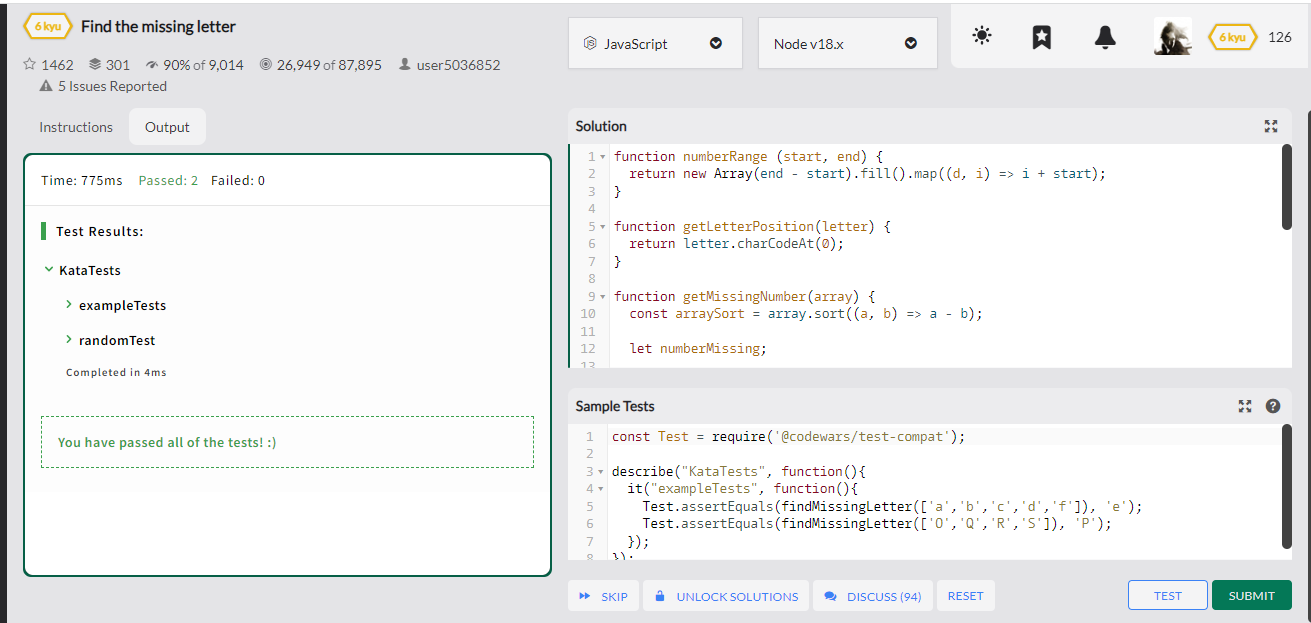 6 kyu Find the missing letter
1462 301 90% of 9,014 26,949 of 87,895 user5036852
5 Issues Reported
JavaScript
Node v18.x
6 kyu 126
Instructions Output
Time: 775ms Passed: 2 Failed: 0
Test Results:
KataTests
exampleTests
randomTest
Completed in 4ms
You have passed all of the tests! :)
Solution
1 function numberRange (start, end) {
2 return new Array(end - start).fill().map((d, i) => i + start);
3 }
4
5 function getLetterPosition(letter) {
6 return letter.charCodeAt(0);
7 }
8
9 function getMissingNumber(array) {
10 const arraySort = array.sort((a, b) => a - b);
11
12 let numberMissing;
13
Sample Tests
1 const Test = require('@codewars/test-compat');
2
3 describe("KataTests", function(){
4 it("exampleTests", function(){
5 Test.assertEquals(findMissingLetter(['a','b','c','d','f']), 'e');
6 Test.assertEquals(findMissingLetter(['O','Q','R','S']), 'P');
7 });
8 });
SKIP UNLOCK SOLUTIONS DISCUSS (94) RESET TEST SUBMIT